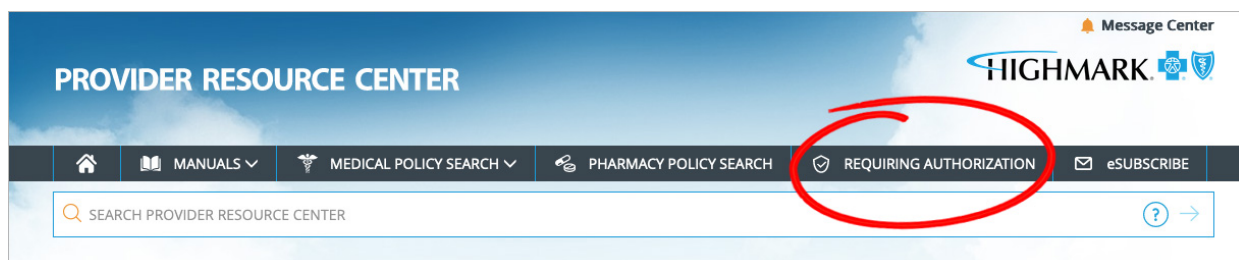 Message Center
PROVIDER RESOURCE CENTER
HIGHMARK.
MANUALS
MEDICAL POLICY SEARCH
PHARMACY POLICY SEARCH
REQUIRING AUTHORIZATION
eSUBSCRIBE
SEARCH PROVIDER RESOURCE CENTER
?